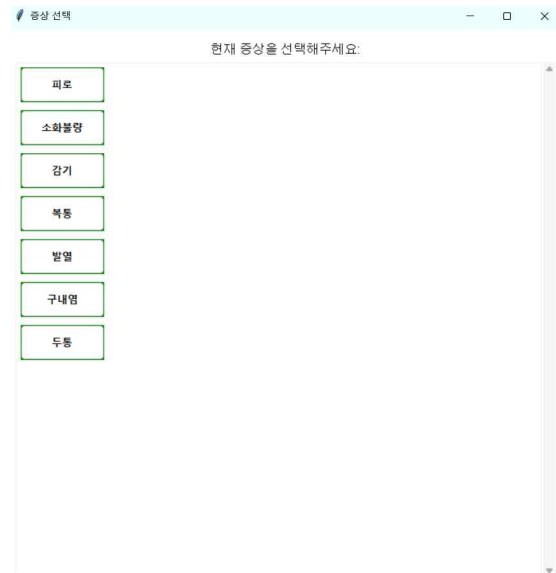 증상 선택
현재 증상을 선택해주세요:
피로
소화불량
감기
복통
발열
구내염
두통